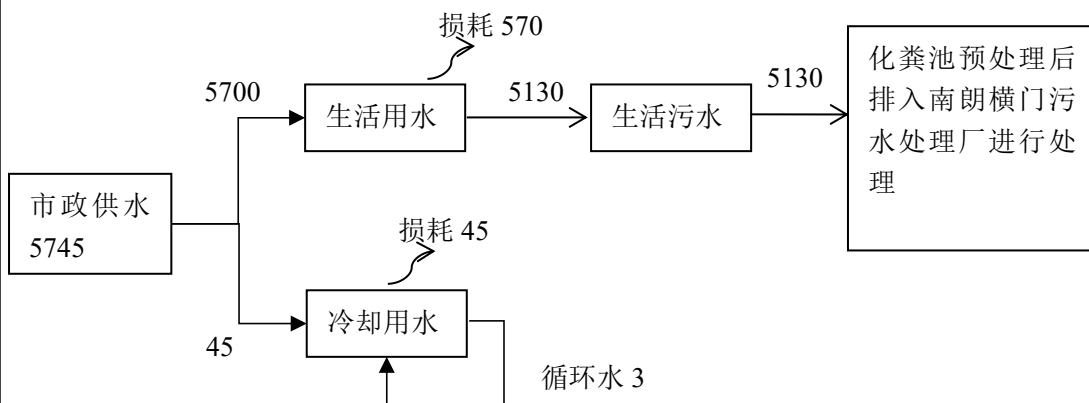 损耗 570
5700
生活用水
5130
生活污水
5130
化粪池预处理后
排入南朗横门污
水处理厂进行处
理
市政供水
5745
损耗 45
冷却用水
45
循环水 3